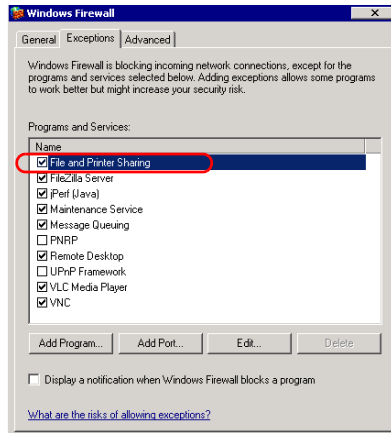 Windows Firewall
General Exceptions Advanced
Windows Firewall is blocking incoming network connections, except for the
programs and services selected below. Adding exceptions allows some programs
to work better but might increase your security risk.
Programs and Services:
Name
File and Printer Sharing
FileZilla Server
jPerf (Java)
Maintenance Service
Message Queuing
PNRP
Remote Desktop
UPnP Framework
VLC Media Player
VNC
Add Program... Add Port... Edit... Delete
Display a notification when Windows Firewall blocks a program
What are the risks of allowing exceptions?